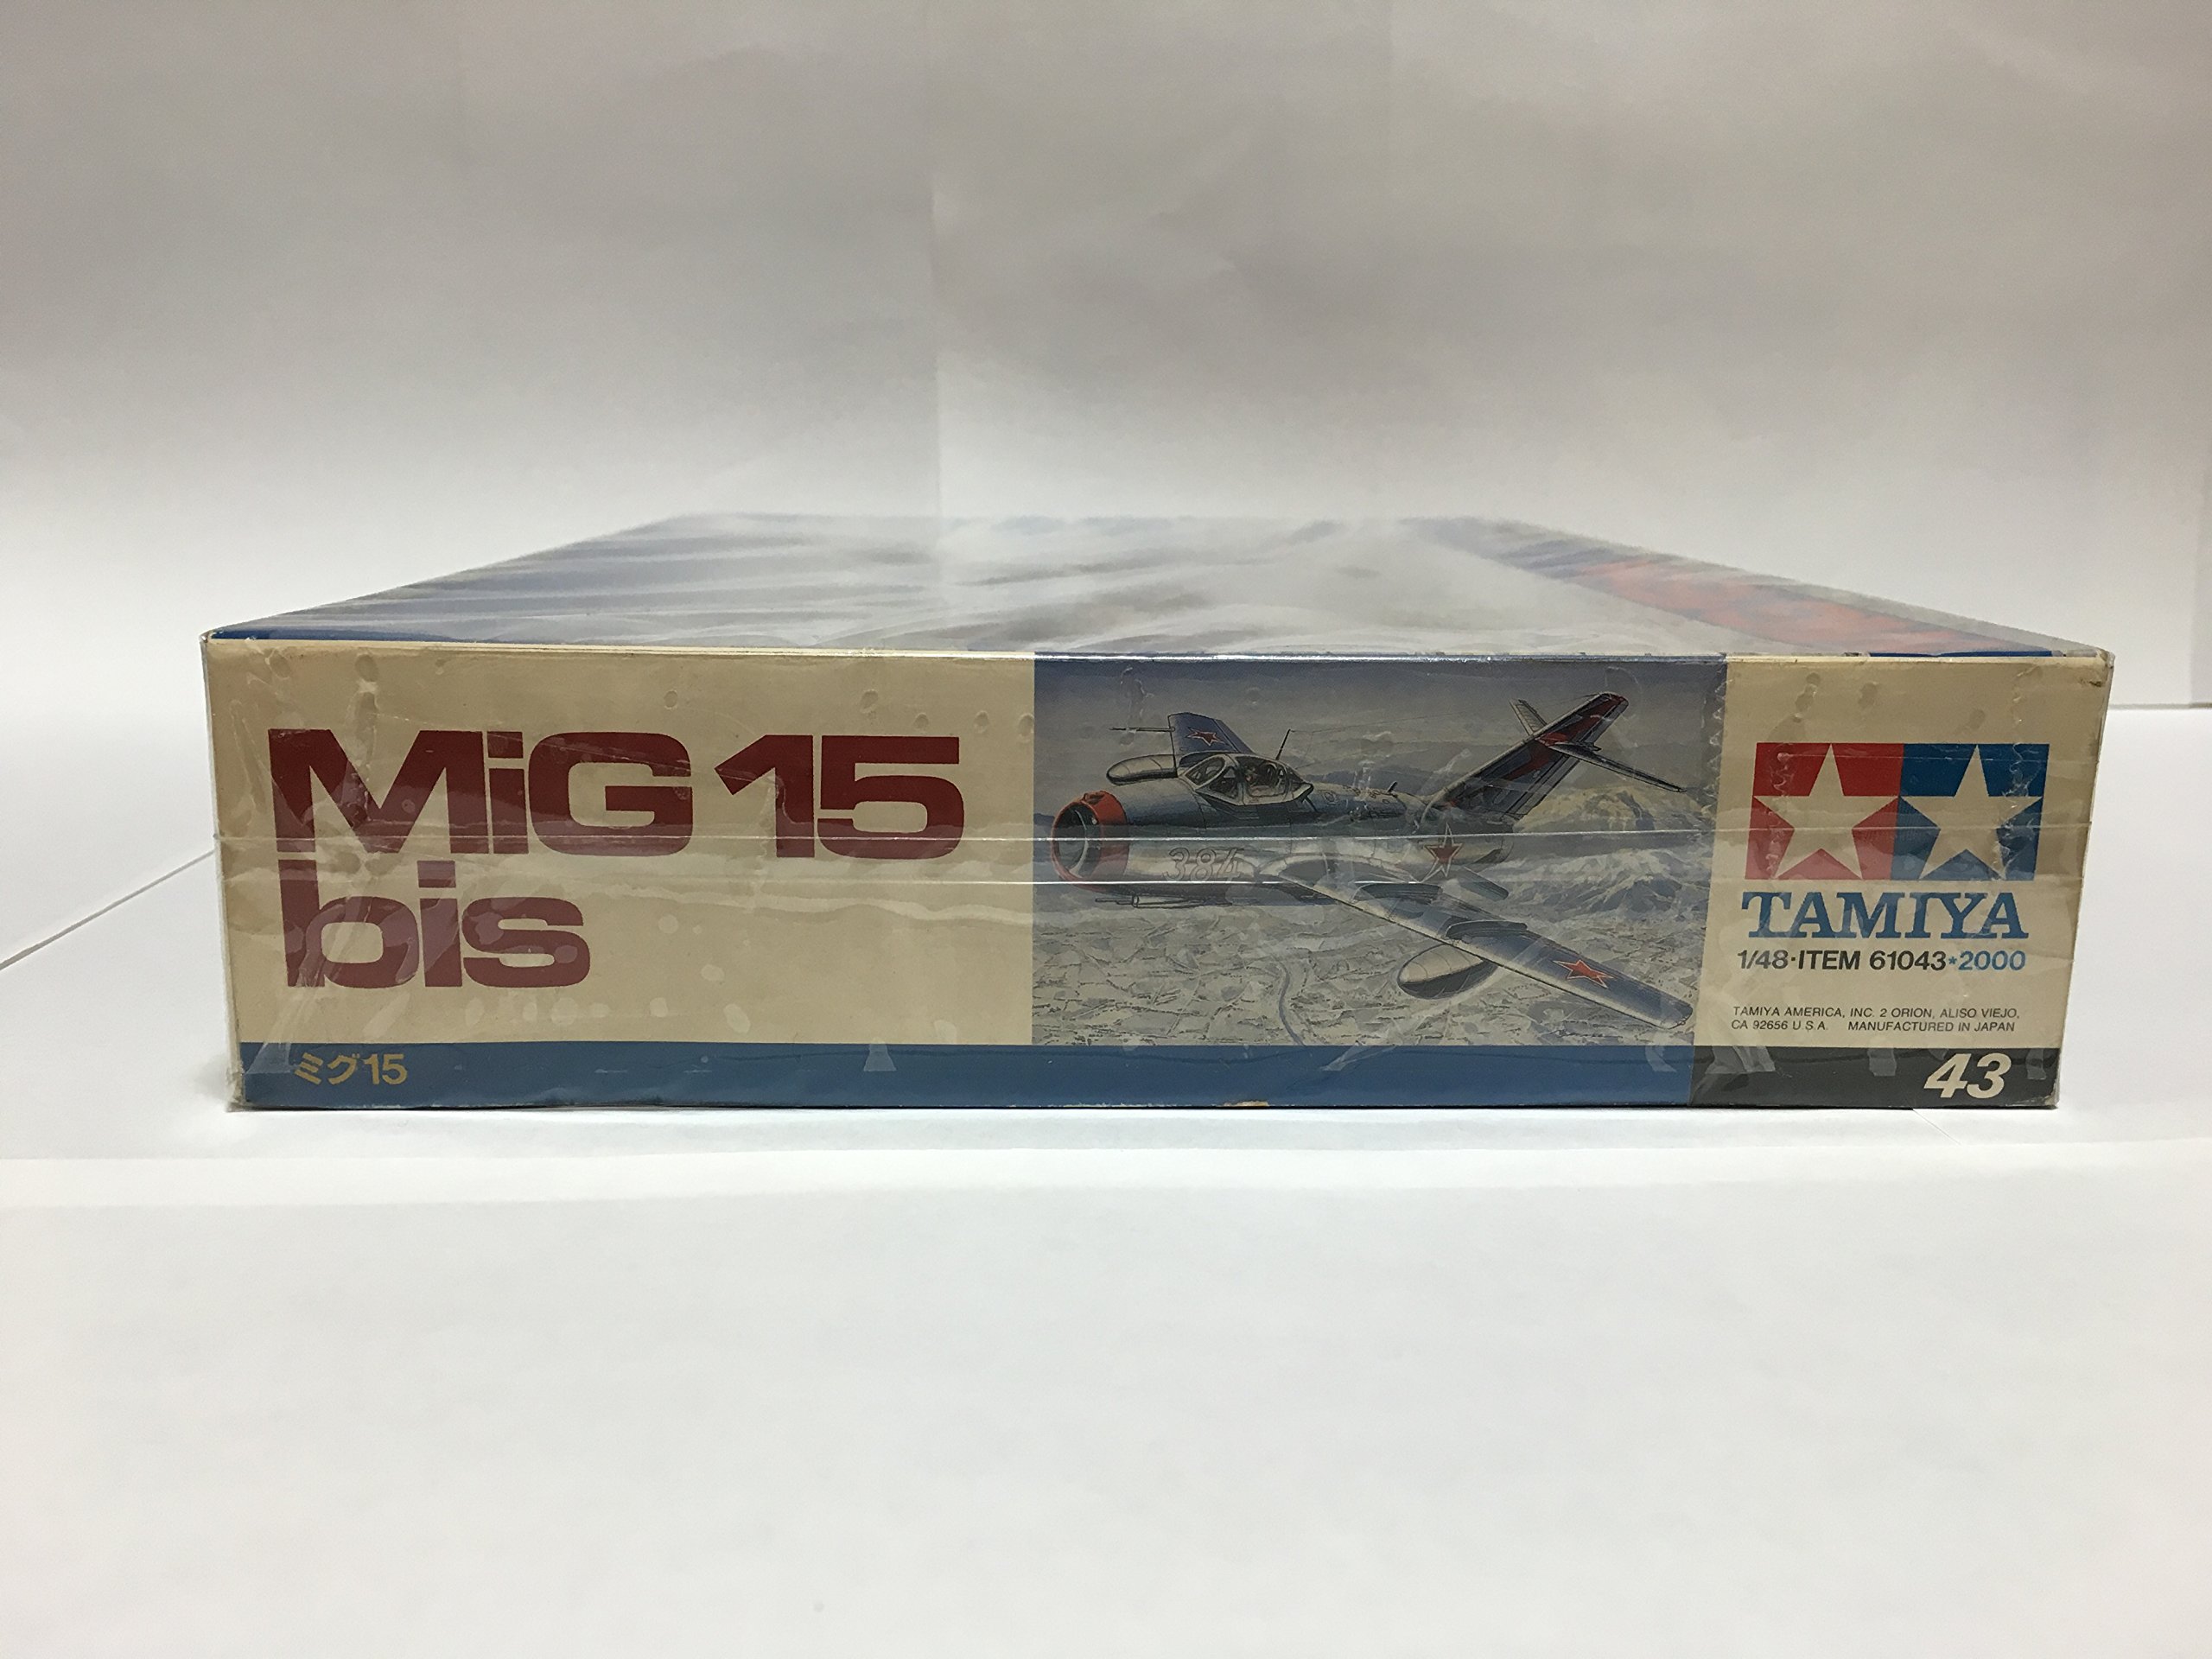 MiG 15
bis
ミグ15
384
TAMIYA
1/48·ITEM 61043★2000
TAMIYA AMERICA, INC. 2 ORION, ALISO VIEJO,
CA 92656 U.S.A. MANUFACTURED IN JAPAN
43